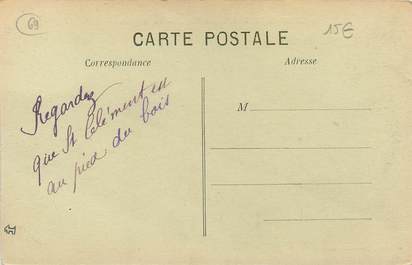 69
15€
CARTE POSTALE
Correspondance
Adresse
M
Regardez
que St Clément est
au pied du bois